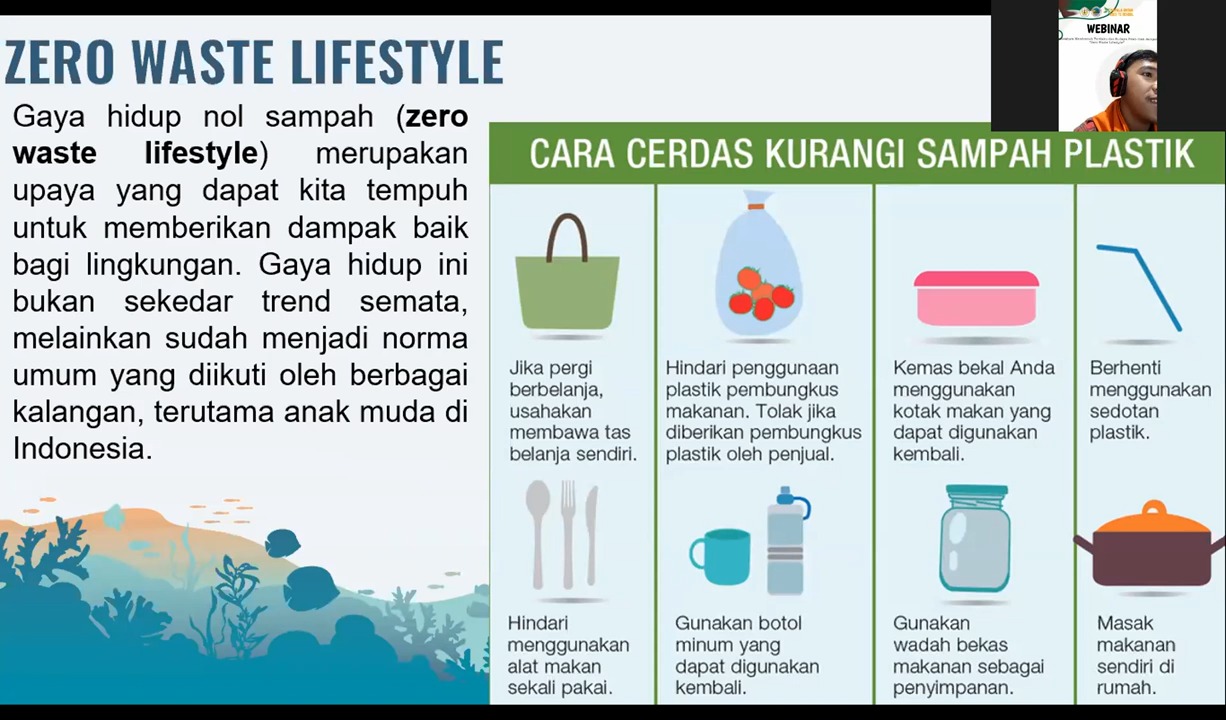 ZERO WASTE LIFESTYLE
Gaya hidup nol sampah (zero
waste lifestyle) merupakan
upaya yang dapat kita tempuh
untuk memberikan dampak baik
bagi lingkungan. Gaya hidup ini
bukan sekedar trend semata,
melainkan sudah menjadi norma
umum yang diikuti oleh berbagai
kalangan, terutama anak muda di
Indonesia.
WEBINAR
CARA CERDAS KURANGI SAMPAH PLASTIK
Jika pergi
berbelanja,
usahakan
membawa tas
belanja sendiri.
Hindari penggunaan
plastik pembungkus
makanan. Tolak jika
diberikan pembungkus
plastik oleh penjual.
Kemas bekal Anda
menggunakan
kotak makan yang
dapat digunakan
kembali.
Berhenti
menggunakan
sedotan
plastik.
Hindari
menggunakan
alat makan
sekali pakai.
Gunakan botol
minum yang
dapat digunakan
kembali.
Gunakan
wadah bekas
makanan sebagai
penyimpanan.
Masak
makanan
sendiri di
rumah.